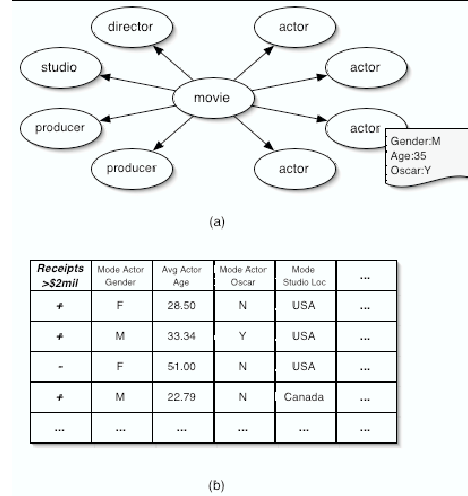 director
actor
studio
actor
movie
producer
actor
Gender:M
Age:35
Oscar:Y
producer
actor
(a)
Receipts >$2mil Mode Actor Gender Avg Actor Age Mode Actor Oscar Mode Studio Loc ...
+ F 28.50 N USA ...
+ M 33.34 Y USA ...
- F 51.00 N USA ...
+ M 22.79 N Canada ...
... ... ... ... ... ...
(b)